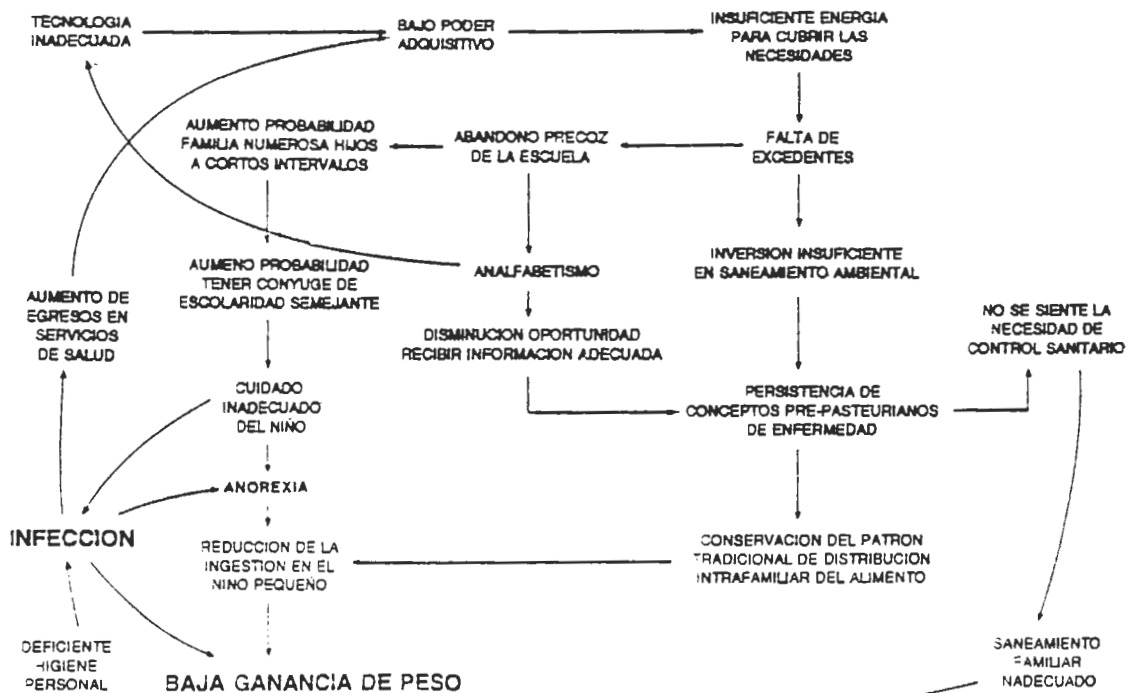 TECNOLOGIA
INADECUADA
BAJO PODER
ADQUISITIVO
INSUFICIENTE ENERGIA
PARA CUBRIR LAS
NECESIDADES
AUMENTO PROBABILIDAD
FAMILIA NUMEROSA HIJOS
A CORTOS INTERVALOS
ABANDONO PRECOZ
DE LA ESCUELA
FALTA DE
EXCEDENTES
AUMENO PROBABILIDAD
TENER CONYUGE DE
ESCOLARIDAD SEMEJANTE
ANALFABETISMO
INVERSION INSUFICIENTE
EN SANEAMIENTO AMBIENTAL
AUMENTO DE
EGRESOS EN
SERVICIOS
DE SALUD
DISMINUCION OPORTUNIDAD
RECIBIR INFORMACION ADECUADA
NO SE SIENTE LA
NECESIDAD DE
CONTROL SANITARIO
CUIDADO
INADECUADO
DEL NIÑO
PERSISTENCIA DE
CONCEPTOS PRE-PASTEURIANOS
DE ENFERMEDAD
ANOREXIA
INFECCION
REDUCCION DE LA
INGESTION EN EL
NINO PEQUEÑO
CONSERVACION DEL PATRON
TRADICIONAL DE DISTRIBUCION
INTRAFAMILIAR DEL ALIMENTO
DEFICIENTE
HIGIENE
PERSONAL
BAJA GANANCIA DE PESO
SANEAMIENTO
FAMILIAR
NADECUADO